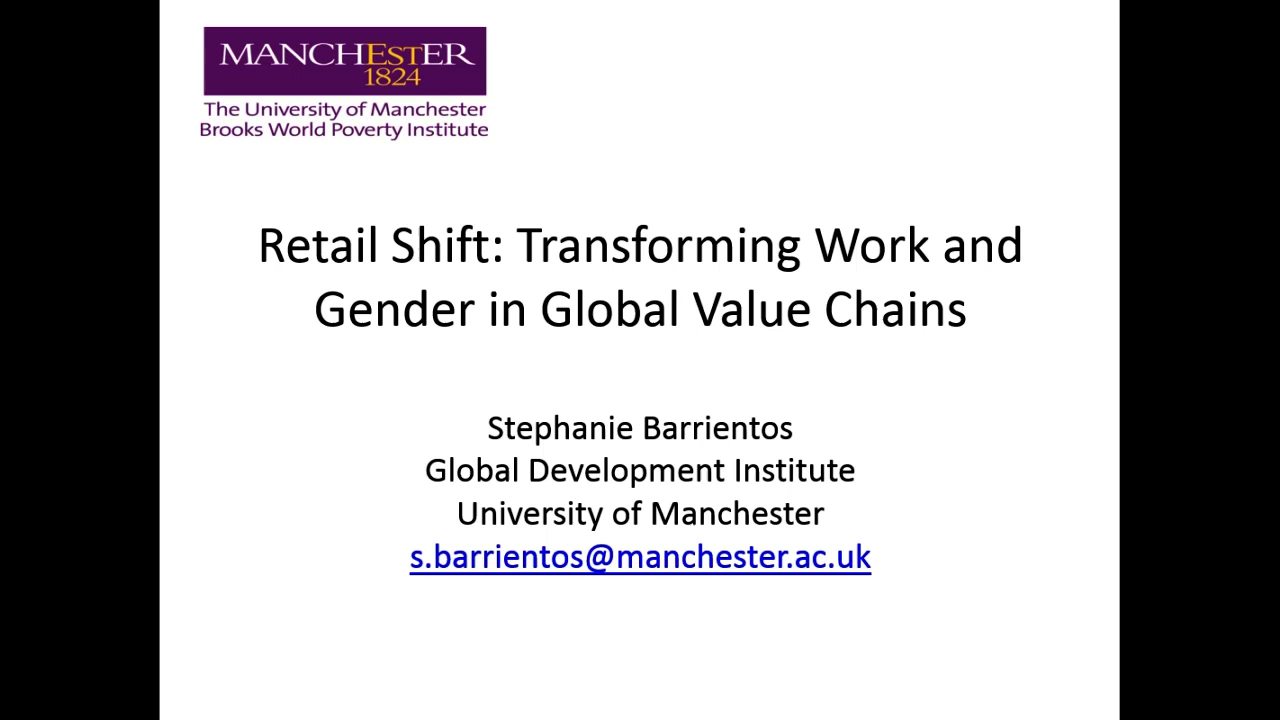 MANCHESTER
1824
The University of Manchester
Brooks World Poverty Institute
Retail Shift: Transforming Work and
Gender in Global Value Chains
Stephanie Barrientos
Global Development Institute
University of Manchester
s.barrientos@manchester.ac.uk